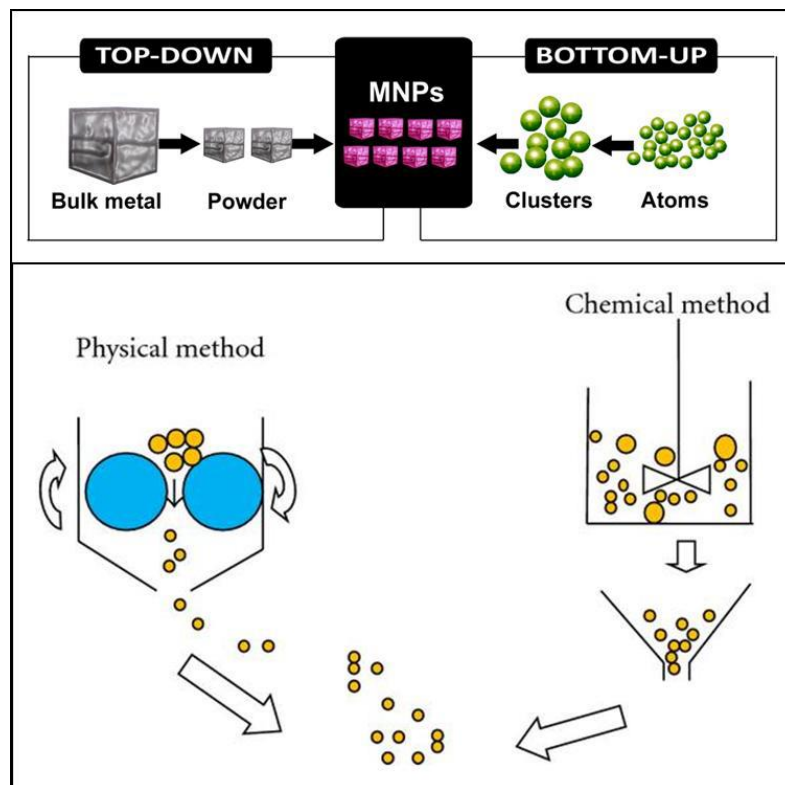 TOP-DOWN
MNPs
BOTTOM-UP
Bulk metal
Powder
Clusters
Atoms
Physical method
Chemical method